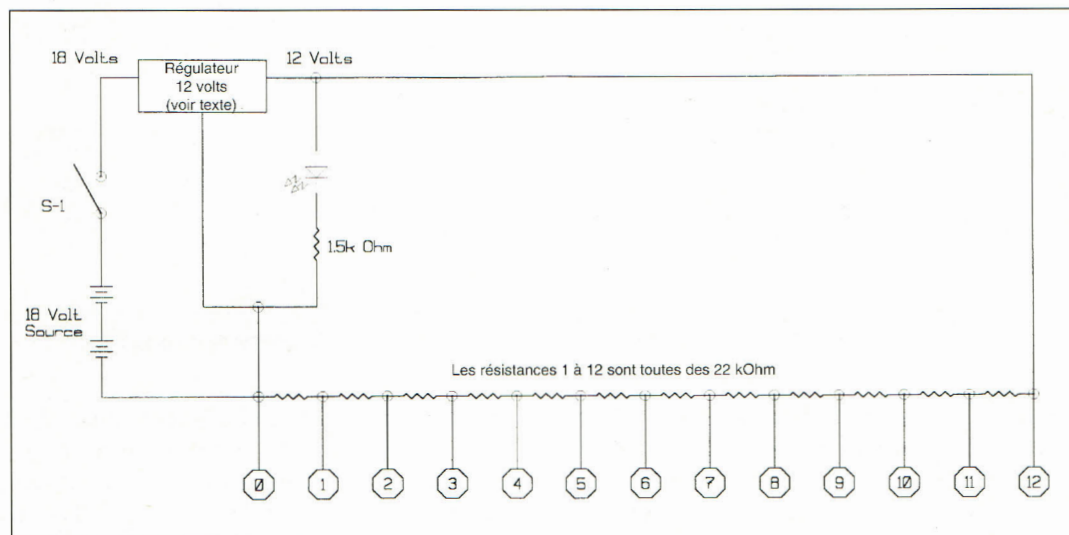 18 Volts
Régulateur
12 volts
(voir texte)
12 Volts
S-1
1.5k Ohm
18 Volt
Source
Les résistances 1 à 12 sont toutes des 22 kOhm
0 1 2 3 4 5 6 7 8 9 10 11 12